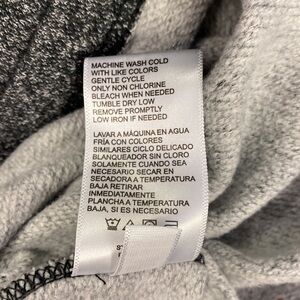 MACHINE WASH COLD
WITH LIKE COLORS
GENTLE CYCLE
ONLY NON CHLORINE
BLEACH WHEN NEEDED
TUMBLE DRY LOW
REMOVE PROMPTLY
LOW IRON IF NEEDED
LAVAR A MÁQUINA EN AGUA
FRÍA CON COLORES
SIMILARES CICLO DELICADO
BLANQUEADOR SIN CLORO
SOLAMENTE CUANDO SEA
NECESARIO SECAR EN
SECADORA A TEMPERATURA
BAJA RETIRAR
INMEDIATAMENTE
PLANCHA A TEMPERATURA
BAJA, SI ES NECESARIO